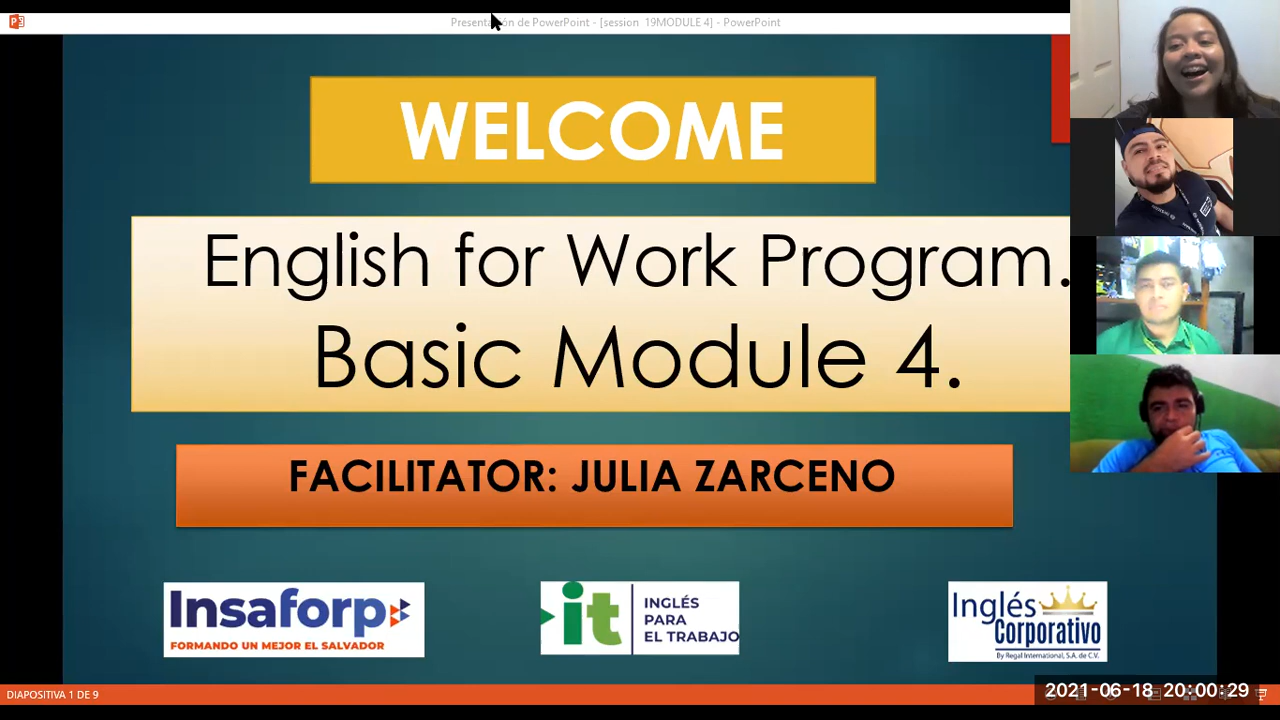 Presentación de PowerPoint - [session 19MODULE 4] - PowerPoint
WELCOME
English for Work Program.
Basic Module 4.
FACILITATOR: JULIA ZARCENO
Insaforp
FORMANDO UN MEJOR EL SALVADOR
it
INGLÉS
PARA
EL TRABAJO
Inglés
Corporativo
By Regal International, S.A. de C.V.
DIAPOSITIVA 1 DE 9
2021-06-18 20:00:29